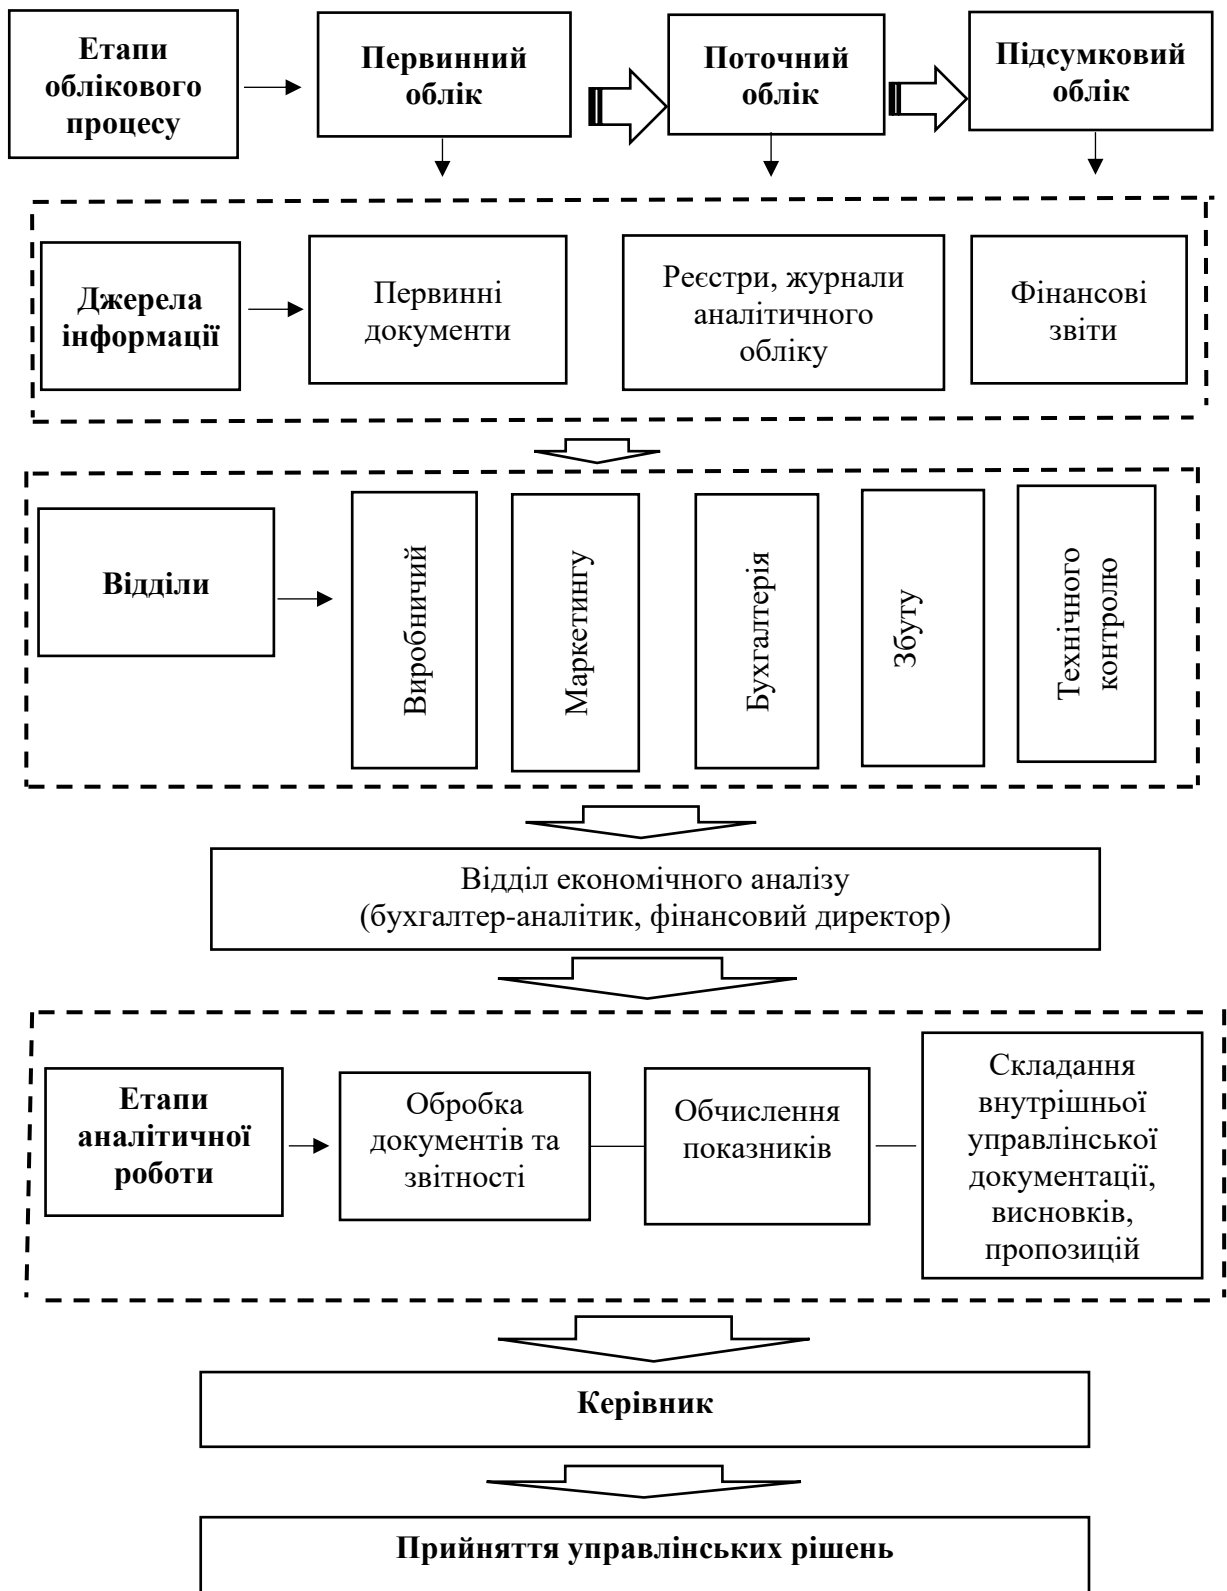 Етапи
облікового
процесу
Первинний
облік
Поточний
облік
Підсумковий
облік
Джерела
інформації
Первинні
документи
Реєстри, журнали
аналітичного
обліку
Фінансові
звіти
Відділи
Виробничий
Маркетингу
Бухгалтерія
Збуту
Технічного
контролю
Відділ економічного аналізу
(бухгалтер-аналітик, фінансовий директор)
Етапи
аналітичної
роботи
Обробка
документів та
звітності
Обчислення
показників
Складання
внутрішньої
управлінської
документації,
висновків,
пропозицій
Керівник
Прийняття управлінських рішень